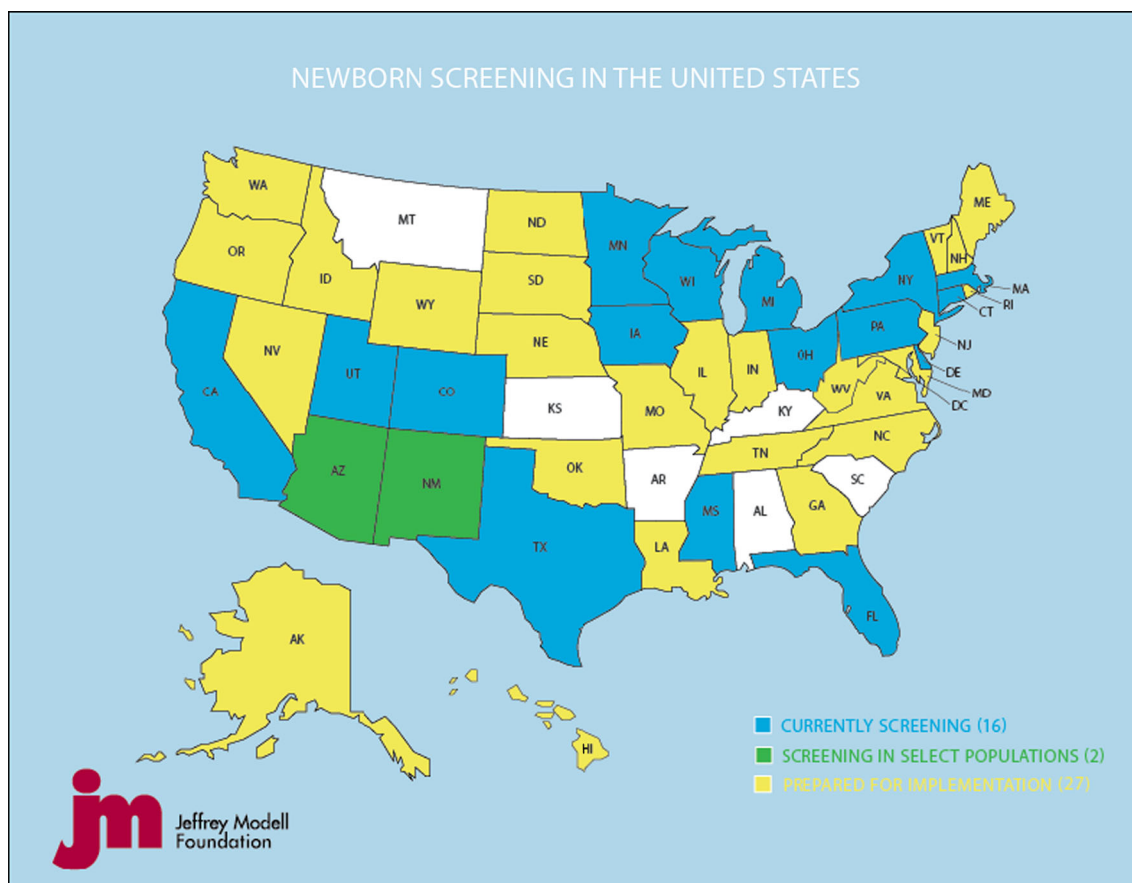 NEWBORN SCREENING IN THE UNITED STATES
WA
MT
ND
MN
ME
VT
NH
OR
ID
SD
WI
NY
MA
RI
CT
WY
MI
PA
IA
NE
NJ
NV
OH
IL
IN
DE
UT
CO
MD
CA
WV
VA
DC
KS
MO
KY
NC
TN
OK
AZ
NM
AR
SC
GA
MS
AL
TX
LA
FL
AK
HI
CURRENTLY SCREENING (16)
SCREENING IN SELECT POPULATIONS (2)
PREPARED FOR IMPLEMENTATION (27)
jm
Jeffrey Modell
Foundation